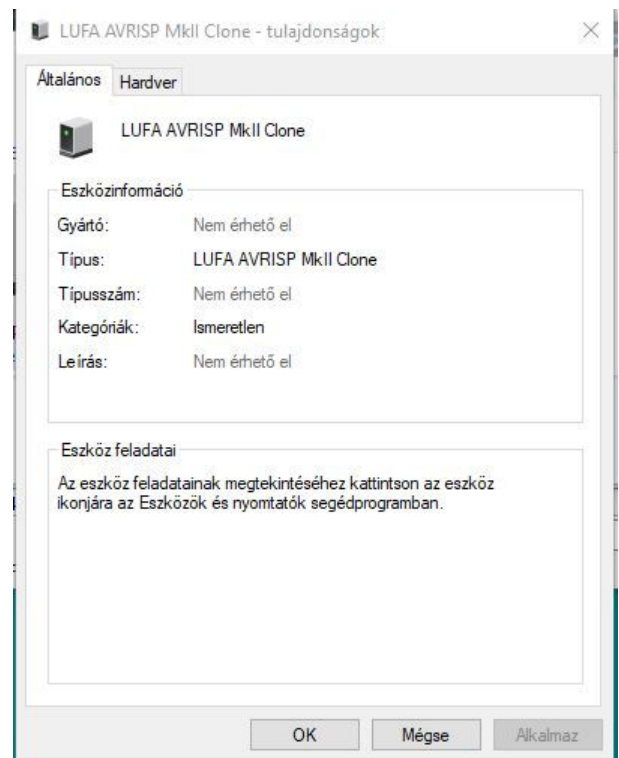 LUFA AVRISP MkII Clone - tulajdonságok
Általános Hardver
LUFA AVRISP MkII Clone
Eszközinformáció
Gyártó: Nem érhető el
Típus: LUFA AVRISP MkII Clone
Típusszám: Nem érhető el
Kategóriák: Ismeretlen
Leírás: Nem érhető el
Eszköz feladatai
Az eszköz feladatainak megtekintéséhez kattintson az eszköz
ikonjára az Eszközök és nyomtatók segédprogramban.
OK Mégse Alkalmaz